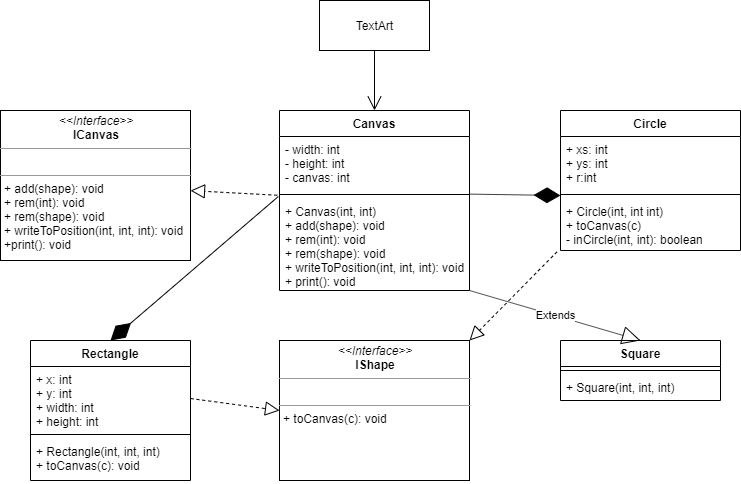 TextArt
<<Interface>>
ICanvas
+ add(shape): void
+ rem(int): void
+ rem(shape): void
+ writeToPosition(int, int, int): void
+print(): void
Canvas
- width: int
- height: int
- canvas: int
+ Canvas(int, int)
+ add(shape): void
+ rem(int): void
+ rem(shape): void
+ writeToPosition(int, int, int): void
+ print(): void
Circle
+ xs: int
+ ys: int
+ r:int
+ Circle(int, int int)
+ toCanvas(c)
- inCircle(int, int): boolean
Extends
Rectangle
+ x: int
+ y: int
+ width: int
+ height: int
+ Rectangle(int, int, int)
+ toCanvas(c): void
<<Interface>>
IShape
+ toCanvas(c): void
Square
+ Square(int, int, int)